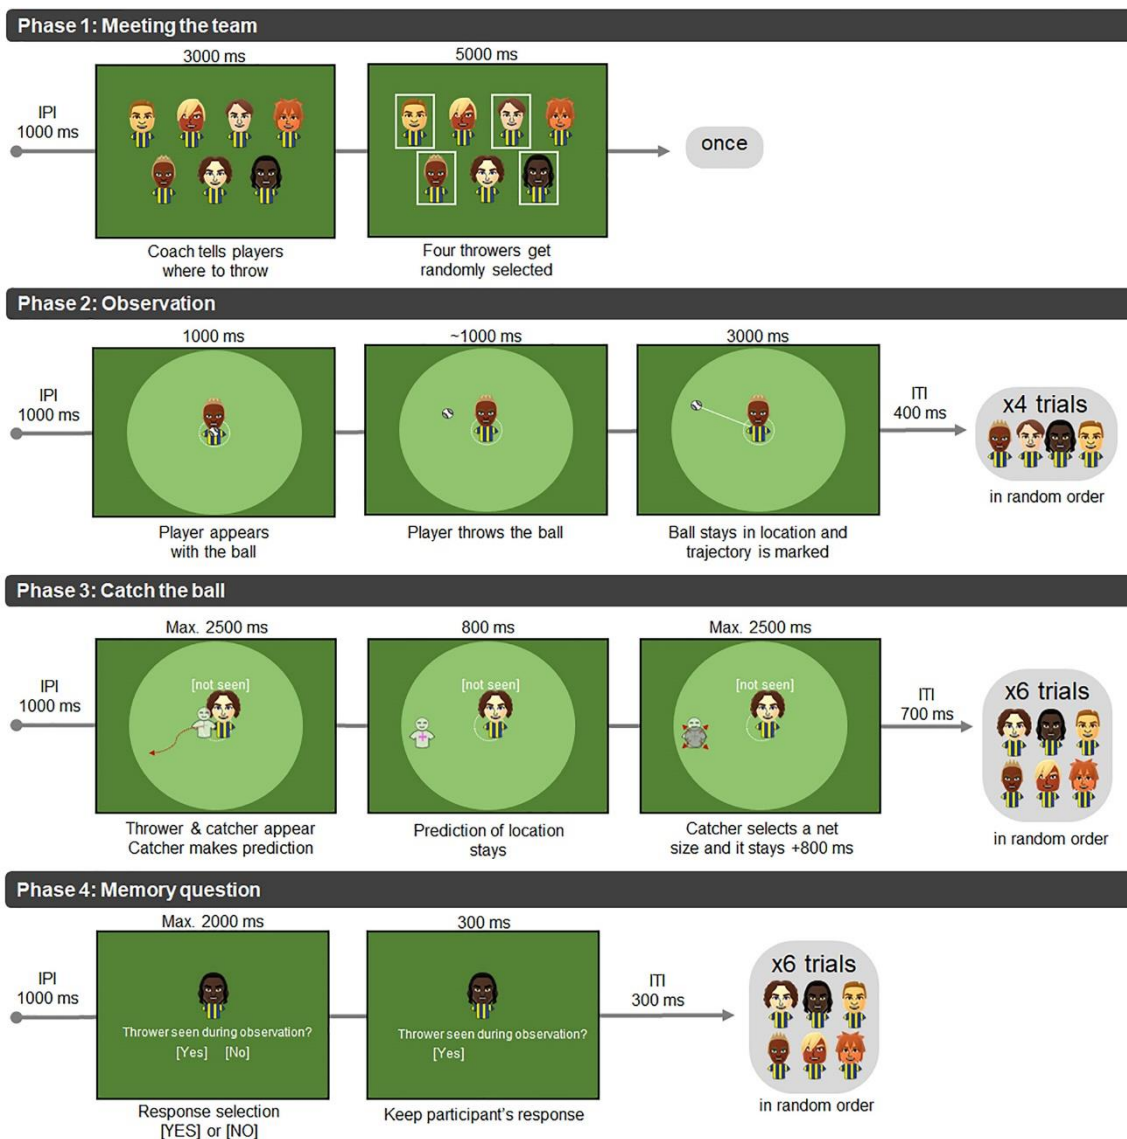 Phase 1: Meeting the team
3000 ms
5000 ms
IPI
1000 ms
once
Coach tells players
where to throw
Four throwers get
randomly selected
Phase 2: Observation
1000 ms
~1000 ms
3000 ms
IPI
1000 ms
ITI
400 ms
x4 trials
in random order
Player appears
with the ball
Player throws the ball
Ball stays in location and
trajectory is marked
Phase 3: Catch the ball
Max. 2500 ms
800 ms
Max. 2500 ms
[not seen]
[not seen]
[not seen]
IPI
1000 ms
ITI
700 ms
x6 trials
in random order
Thrower & catcher appear
Catcher makes prediction
Prediction of location
stays
Catcher selects a net
size and it stays +800 ms
Phase 4: Memory question
Max. 2000 ms
300 ms
IPI
1000 ms
Thrower seen during observation?
[Yes] [No]
Thrower seen during observation?
[Yes]
ITI
300 ms
x6 trials
in random order
Response selection
[YES] or [NO]
Keep participant's response